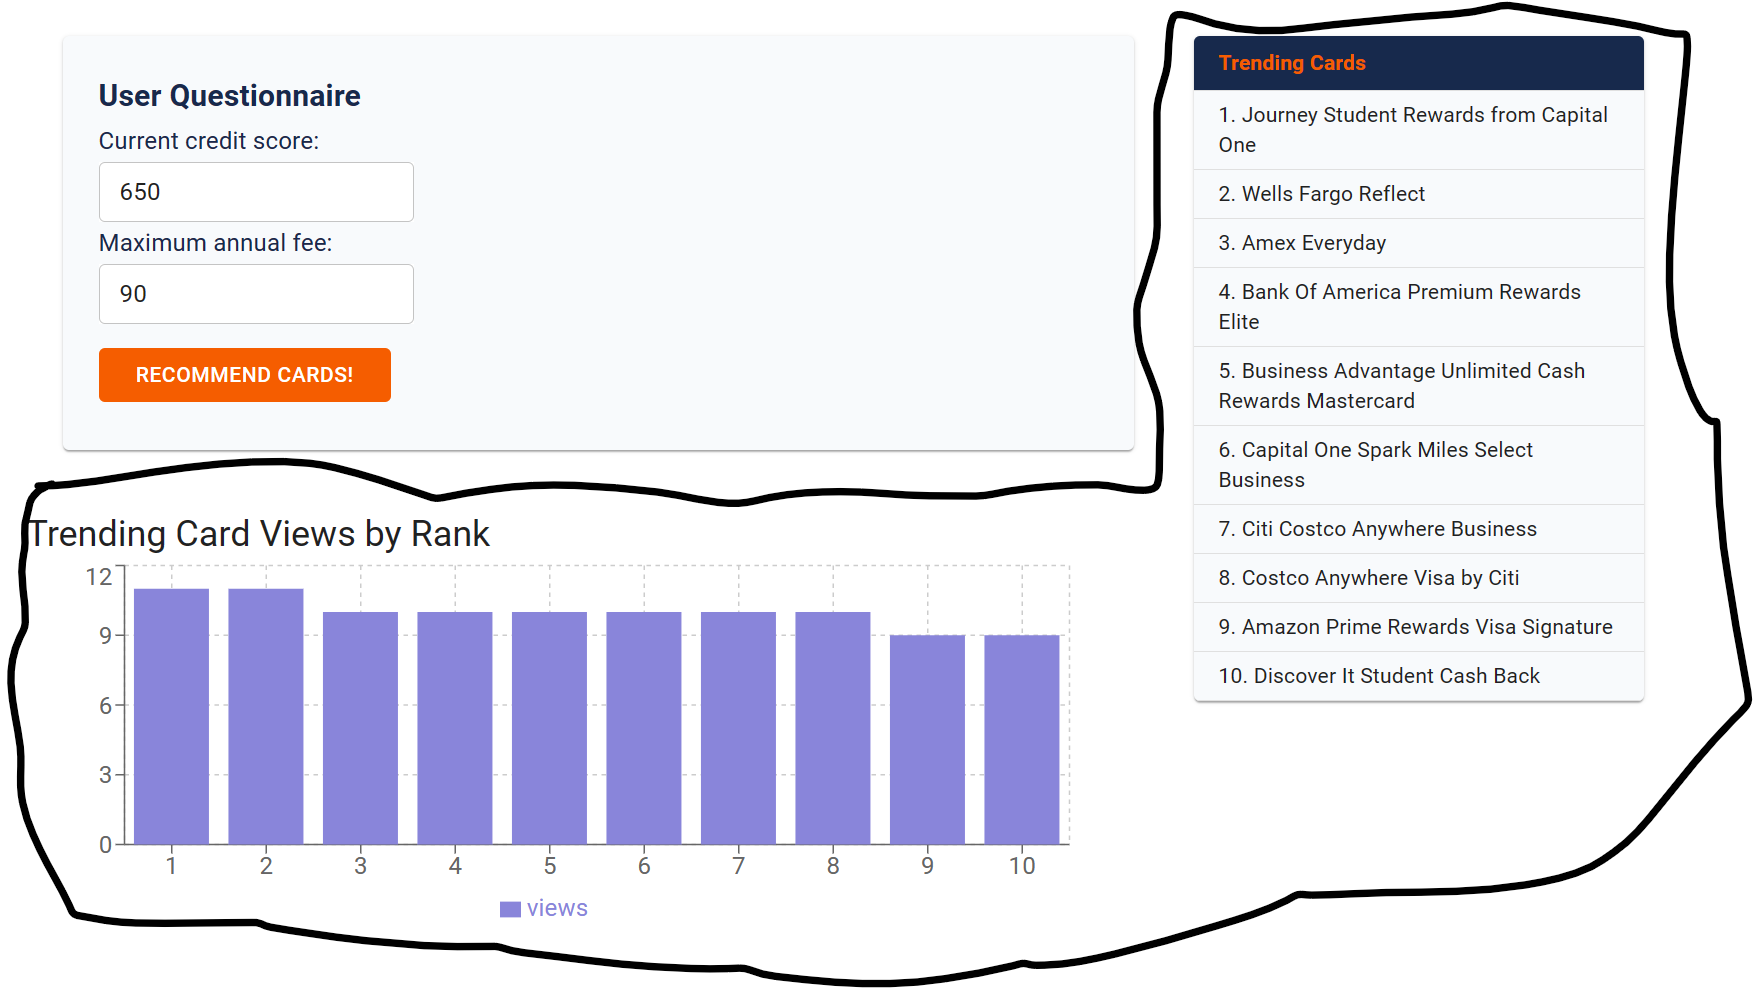 User Questionnaire
Current credit score:
650
Maximum annual fee:
90
RECOMMEND CARDS!
Trending Cards
1. Journey Student Rewards from Capital
One
2. Wells Fargo Reflect
3. Amex Everyday
4. Bank Of America Premium Rewards
Elite
5. Business Advantage Unlimited Cash
Rewards Mastercard
6. Capital One Spark Miles Select
Business
7. Citi Costco Anywhere Business
8. Costco Anywhere Visa by Citi
9. Amazon Prime Rewards Visa Signature
10. Discover It Student Cash Back
Trending Card Views by Rank
12
9
6
3
0
1 2 3 4 5 6 7 8 9 10
views